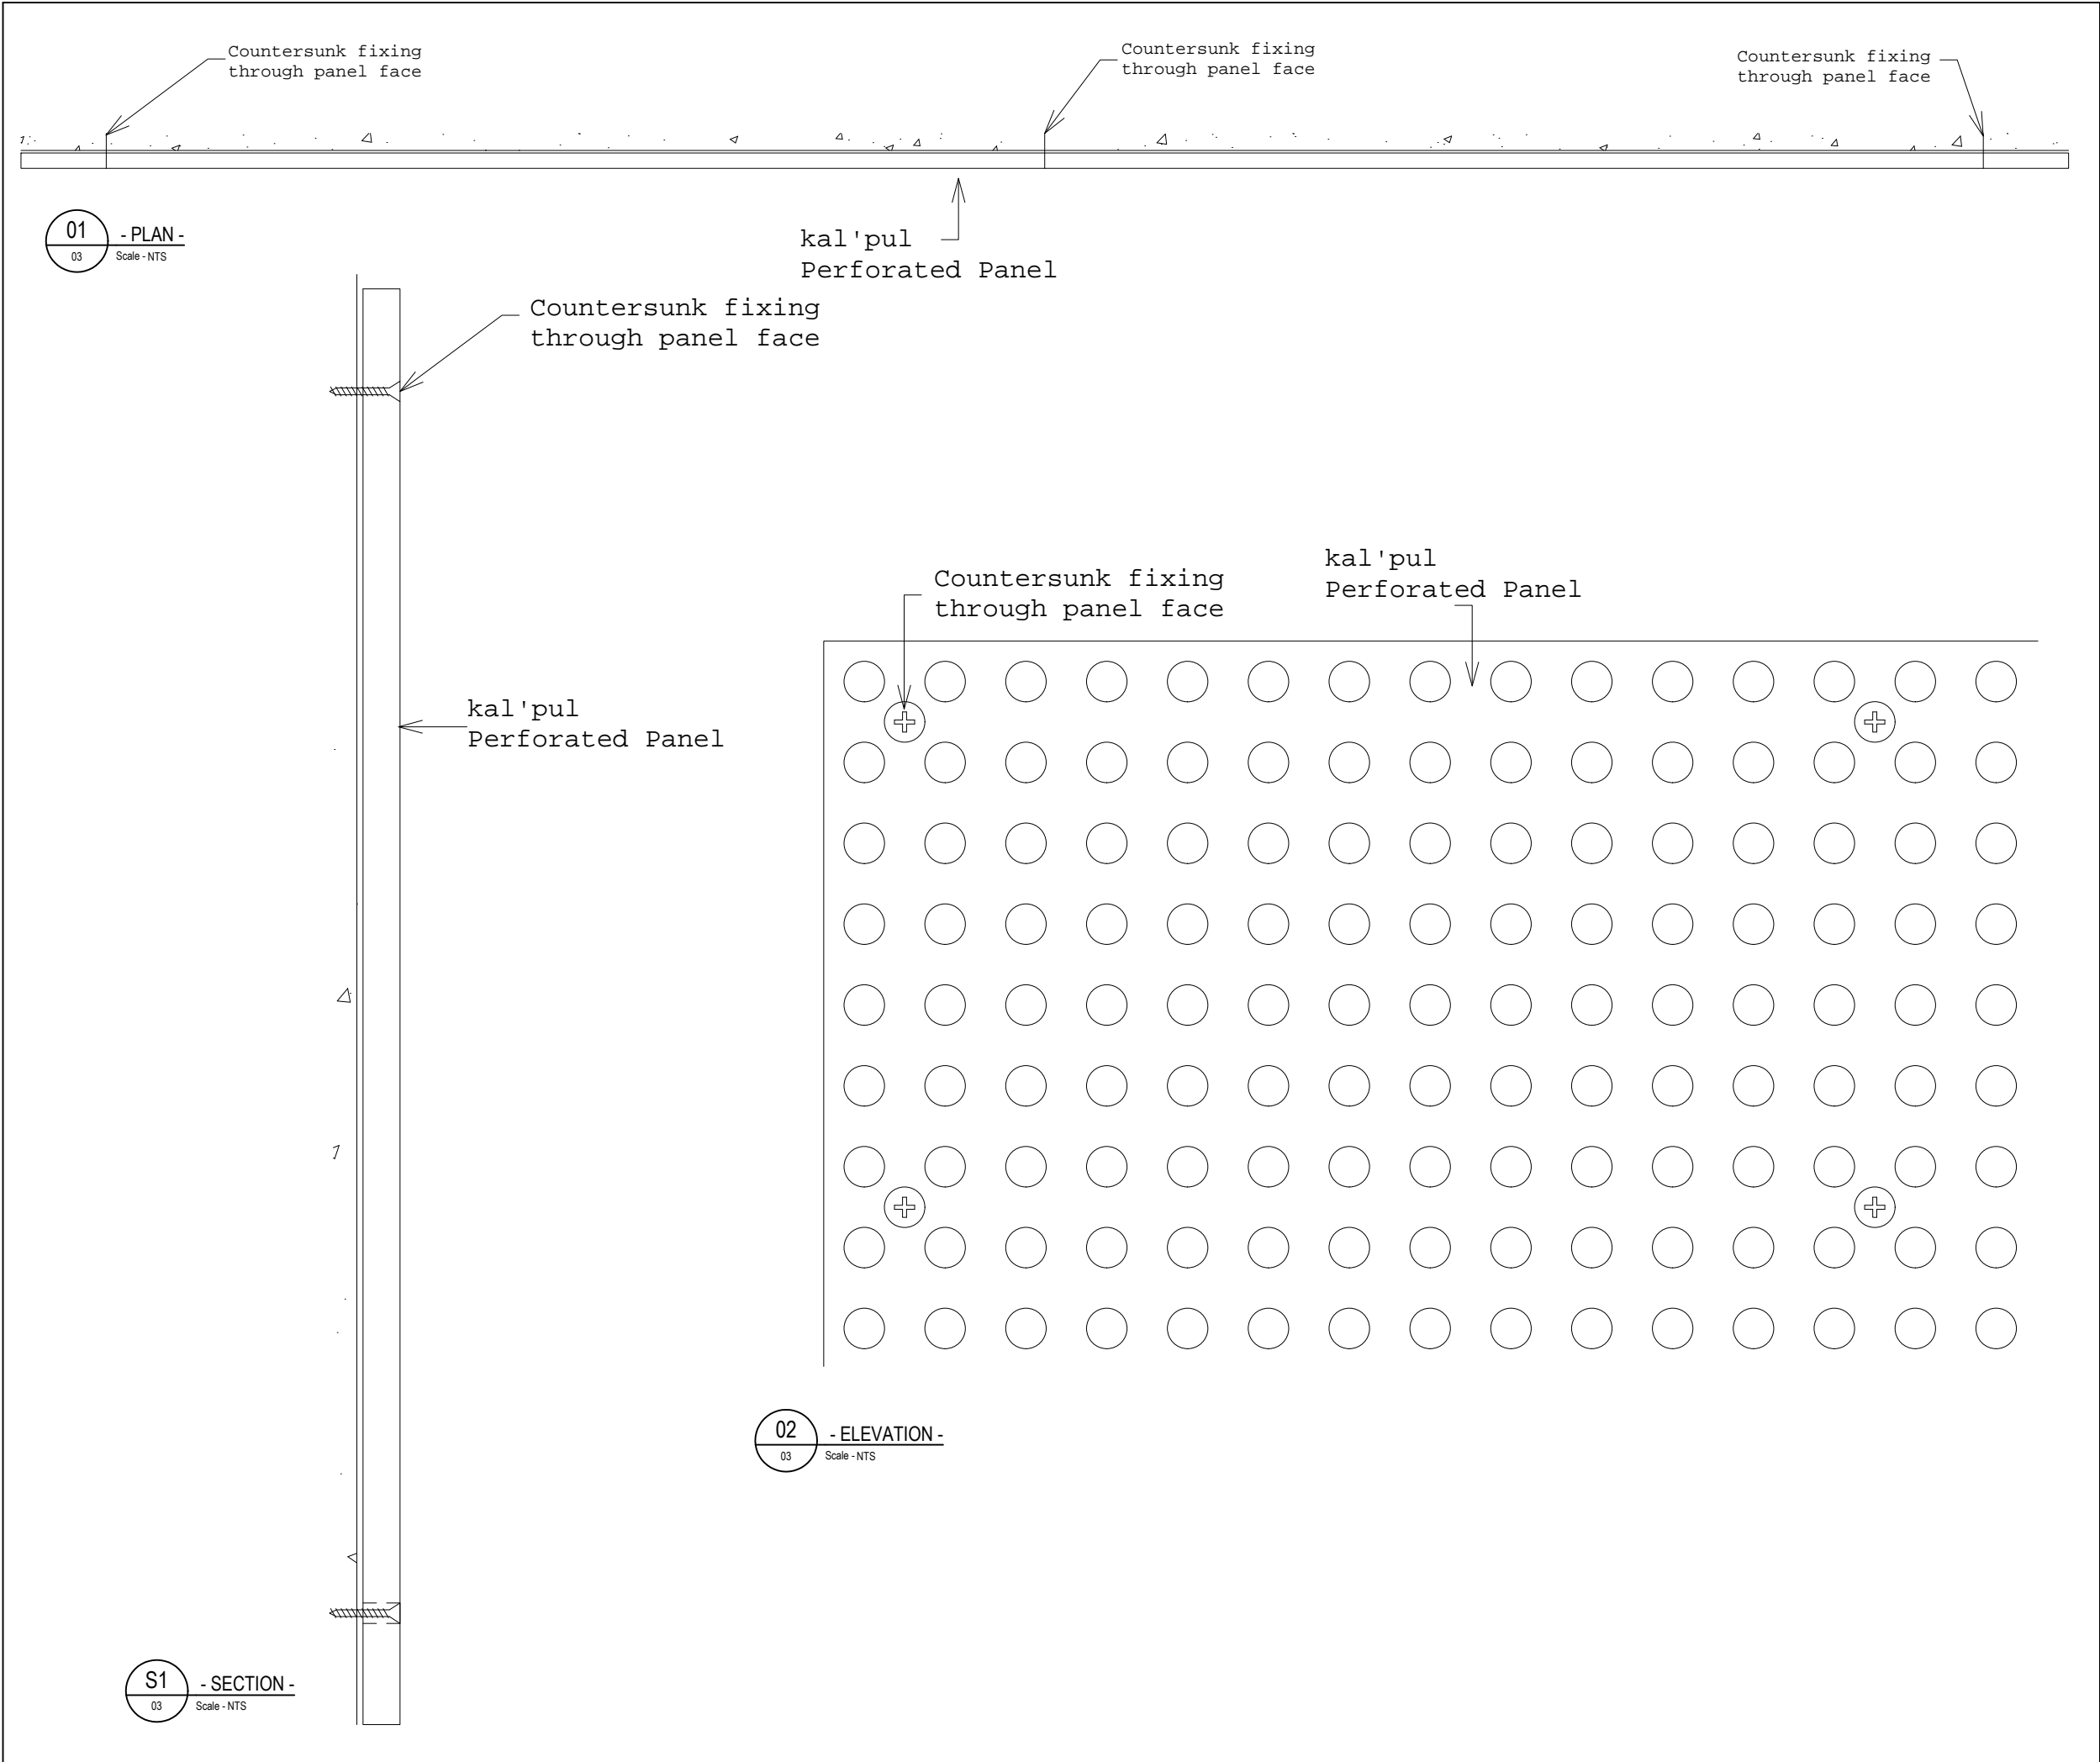 Countersunk fixing
through panel face
Countersunk fixing
through panel face
Countersunk fixing
through panel face
01
03
- PLAN -
Scale - NTS
kal'pul
Perforated Panel
Countersunk fixing
through panel face
kal'pul
Perforated Panel
Countersunk fixing
through panel face
kal'pul
Perforated Panel
02
03
- ELEVATION -
Scale - NTS
S1
03
- SECTION -
Scale - NTS